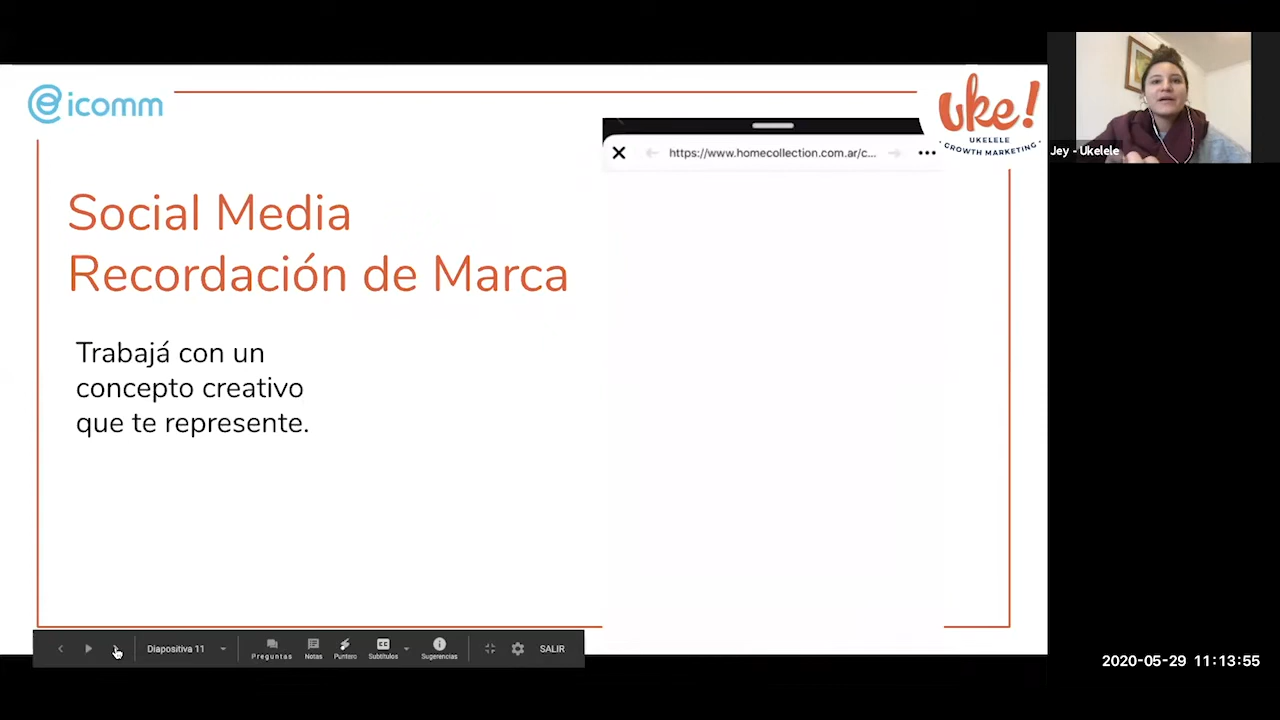 icomm
uke!
UKELELE
· GROWTH MARKETING ·
https://www.homecollection.com.ar/c...
Jey - Ukelele
Social Media
Recordación de Marca
Trabajá con un
concepto creativo
que te represente.
Diapositiva 11
Preguntas
Notas
Puntero
CC
Subtítulos
Sugerencias
SALIR
2020-05-29 11:13:55